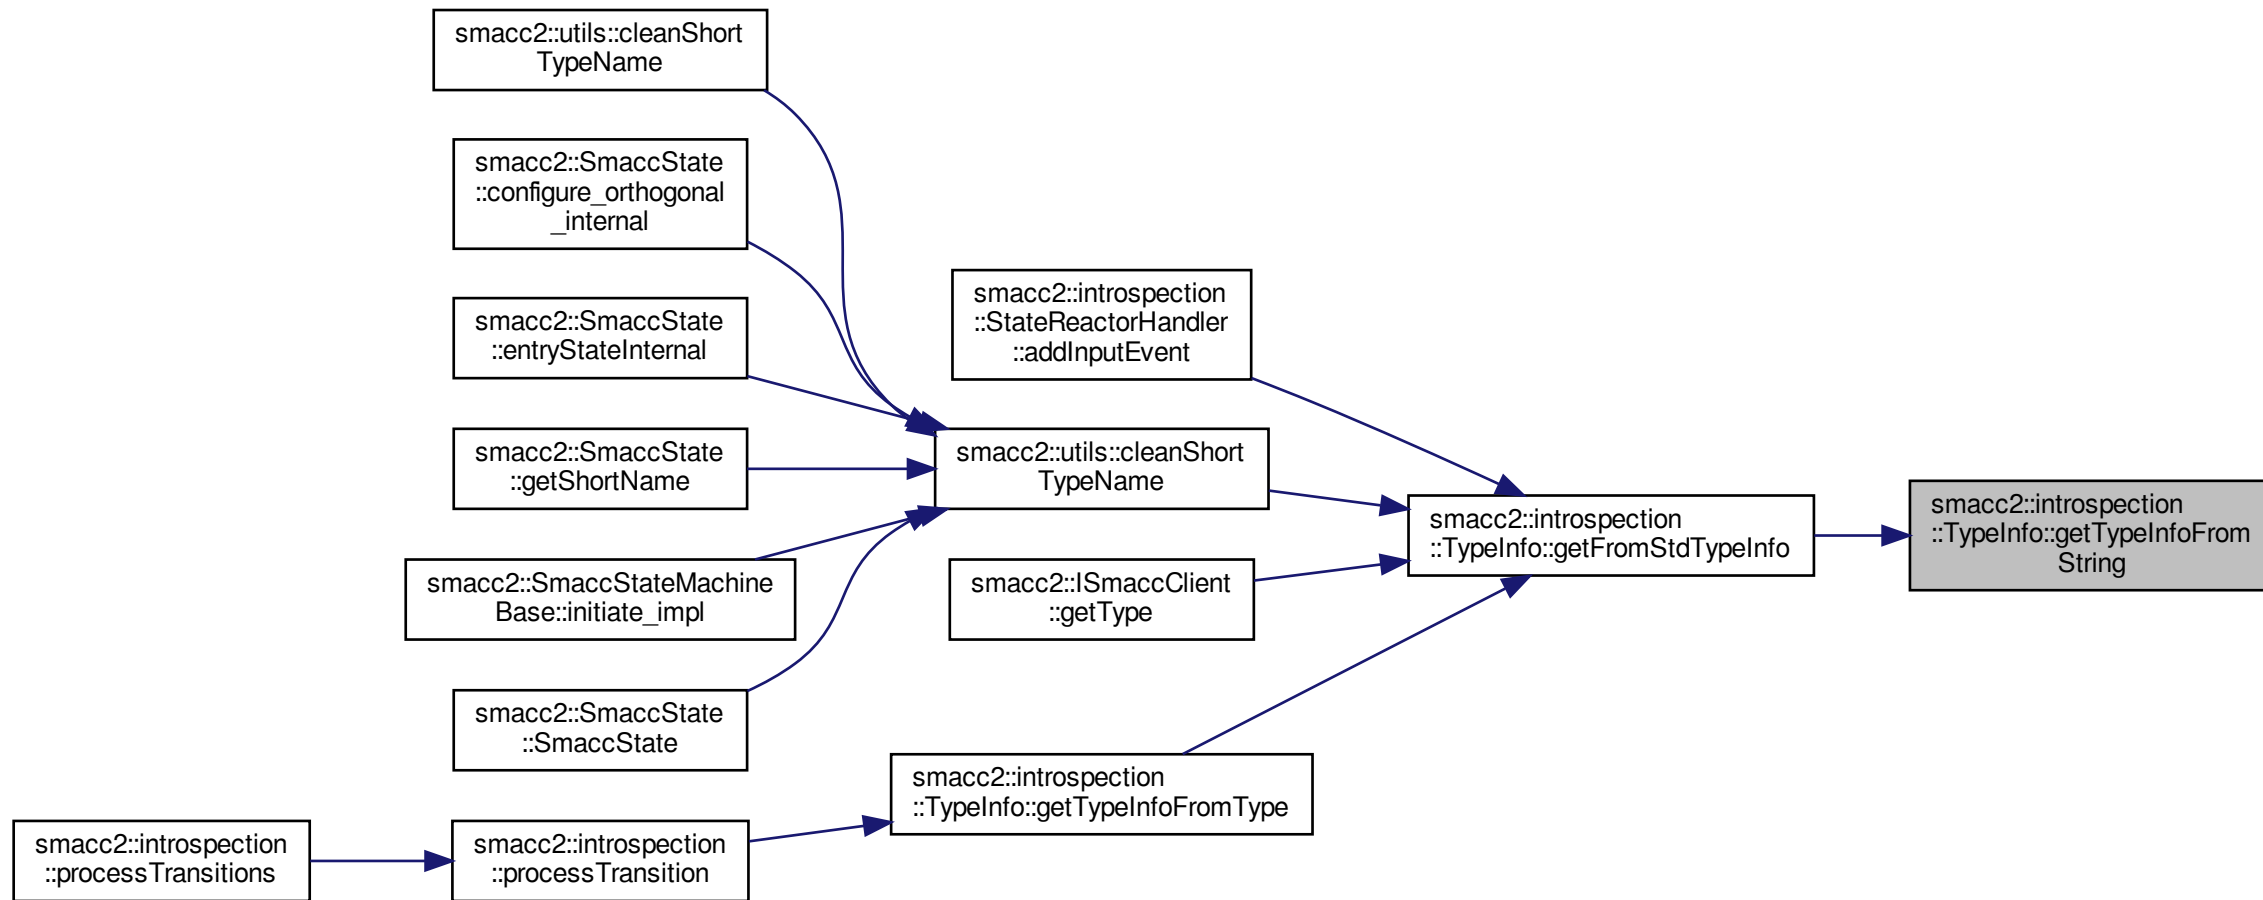 smacc2::utils::cleanShort
TypeName
smacc2::SmaccState
::configure_orthogonal
_internal
smacc2::SmaccState
::entryStateInternal
smacc2::SmaccState
::getShortName
smacc2::SmaccStateMachine
Base::initiate_impl
smacc2::SmaccState
::SmaccState
smacc2::introspection
::processTransitions
smacc2::introspection
::processTransition
smacc2::introspection
::StateReactorHandler
::addInputEvent
smacc2::utils::cleanShort
TypeName
smacc2::ISmaccClient
::getType
smacc2::introspection
::TypeInfo::getTypeInfoFromType
smacc2::introspection
::TypeInfo::getFromStdTypeInfo
smacc2::introspection
::TypeInfo::getTypeInfoFrom
String